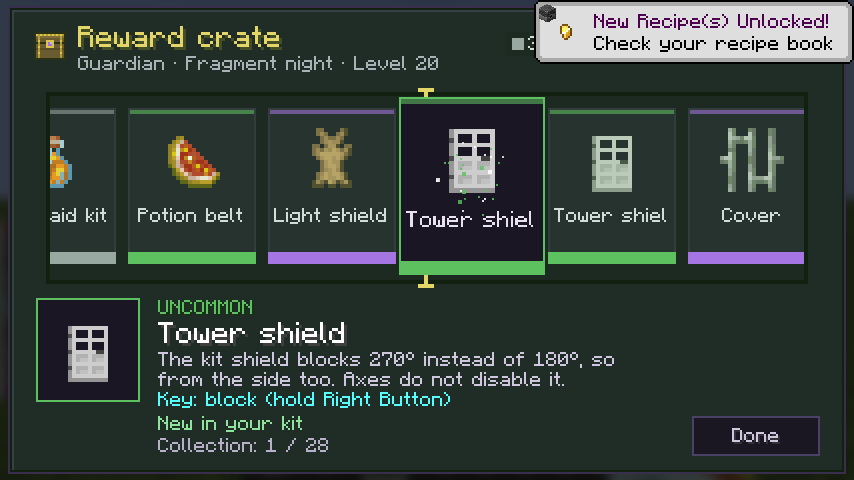 Reward crate
Guardian · Fragment night · Level 20
New Recipe(s) Unlocked!
Check your recipe book
aid kit
Potion belt
Light shield
Tower shiel
Tower shiel
Cover
UNCOMMON
Tower shield
The kit shield blocks 270° instead of 180°, so
from the side too. Axes do not disable it.
Key: block (hold Right Button)
New in your kit
Collection: 1 / 28
Done